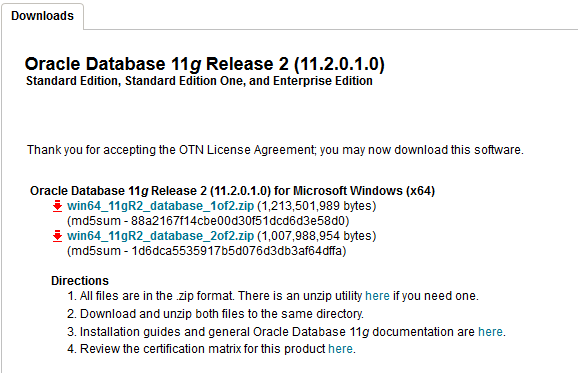 Downloads
Oracle Database 11g Release 2 (11.2.0.1.0)
Standard Edition, Standard Edition One, and Enterprise Edition
Thank you for accepting the OTN License Agreement; you may now download this software.
Oracle Database 11g Release 2 (11.2.0.1.0) for Microsoft Windows (x64)
win64_11gR2_database_1of2.zip (1,213,501,989 bytes)
(md5sum - 88a2167f14cbe00d30f51dcd6d3e58d0)
win64_11gR2_database_2of2.zip (1,007,988,954 bytes)
(md5sum - 1d6dca5535917b5d076d3db3af64dffa)
Directions
1. All files are in the .zip format. There is an unzip utility here if you need one.
2. Download and unzip both files to the same directory.
3. Installation guides and general Oracle Database 11g documentation are here.
4. Review the certification matrix for this product here.